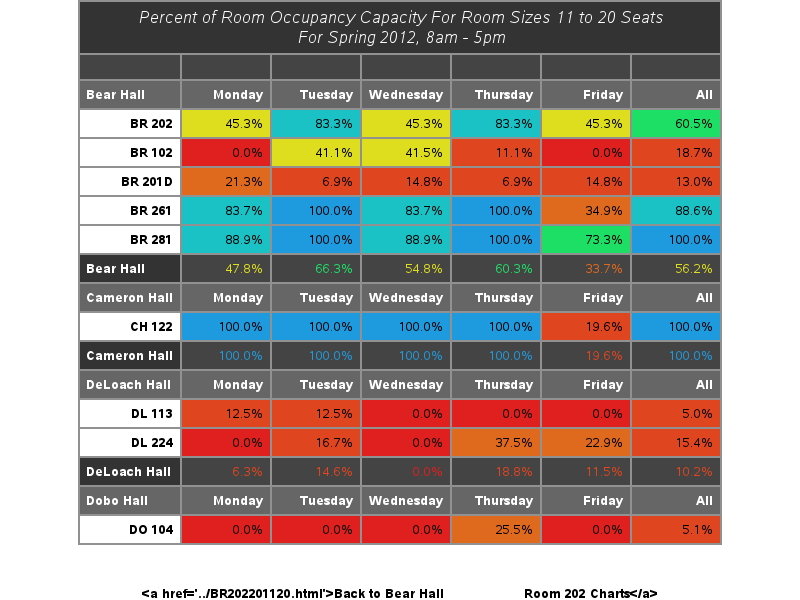 Percent of Room Occupancy Capacity For Room Sizes 11 to 20 Seats
For Spring 2012, 8am - 5pm
Bear Hall Monday Tuesday Wednesday Thursday Friday All
BR 202 45.3% 83.3% 45.3% 83.3% 45.3% 60.5%
BR 102 0.0% 41.1% 41.5% 11.1% 0.0% 18.7%
BR 201D 21.3% 6.9% 14.8% 6.9% 14.8% 13.0%
BR 261 83.7% 100.0% 83.7% 100.0% 34.9% 88.6%
BR 281 88.9% 100.0% 88.9% 100.0% 73.3% 100.0%
Bear Hall 47.8% 66.3% 54.8% 60.3% 33.7% 56.2%
Cameron Hall Monday Tuesday Wednesday Thursday Friday All
CH 122 100.0% 100.0% 100.0% 100.0% 19.6% 100.0%
Cameron Hall 100.0% 100.0% 100.0% 100.0% 19.6% 100.0%
DeLoach Hall Monday Tuesday Wednesday Thursday Friday All
DL 113 12.5% 12.5% 0.0% 0.0% 0.0% 5.0%
DL 224 0.0% 16.7% 0.0% 37.5% 22.9% 15.4%
DeLoach Hall 6.3% 14.6% 0.0% 18.8% 11.5% 10.2%
Dobo Hall Monday Tuesday Wednesday Thursday Friday All
DO 104 0.0% 0.0% 0.0% 25.5% 0.0% 5.1%
<a href='../BR202201120.html'>Back to Bear Hall Room 202 Charts</a>